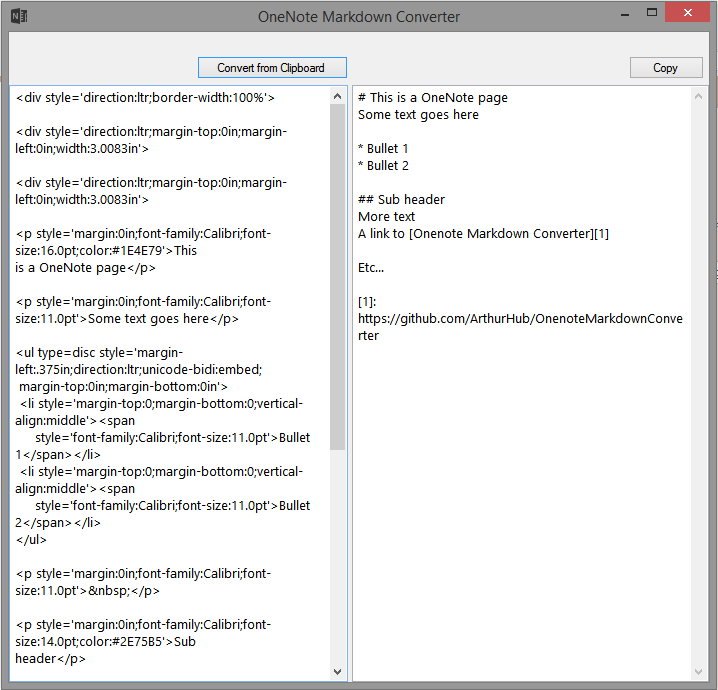 OneNote Markdown Converter
Convert from Clipboard
Copy
<div style='direction:ltr;border-width:100%'>
<div style='direction:ltr;margin-top:0in;margin-
left:0in;width:3.0083in'>
<div style='direction:ltr;margin-top:0in;margin-
left:0in;width:3.0083in'>
<p style='margin:0in;font-family:Calibri;font-
size:16.0pt;color:#1E4E79'>This
is a OneNote page</p>
<p style='margin:0in;font-family:Calibri;font-
size:11.0pt'>Some text goes here</p>
<ul type=disc style='margin-
left:.375in;direction:ltr;unicode-bidi:embed;
margin-top:0in;margin-bottom:0in'>
<li style='margin-top:0;margin-bottom:0;vertical-
align:middle'><span
style='font-family:Calibri;font-size:11.0pt'>Bullet
1</span></li>
<li style='margin-top:0;margin-bottom:0;vertical-
align:middle'><span
style='font-family:Calibri;font-size:11.0pt'>Bullet
2</span></li>
</ul>
<p style='margin:0in;font-family:Calibri;font-
size:11.0pt'>&nbsp;</p>
<p style='margin:0in;font-family:Calibri;font-
size:14.0pt;color:#2E75B5'>Sub
header</p>
# This is a OneNote page
Some text goes here
* Bullet 1
* Bullet 2
## Sub header
More text
A link to [Onenote Markdown Converter][1]
Etc...
[1]:
https://github.com/ArthurHub/OnenoteMarkdownConve
rter